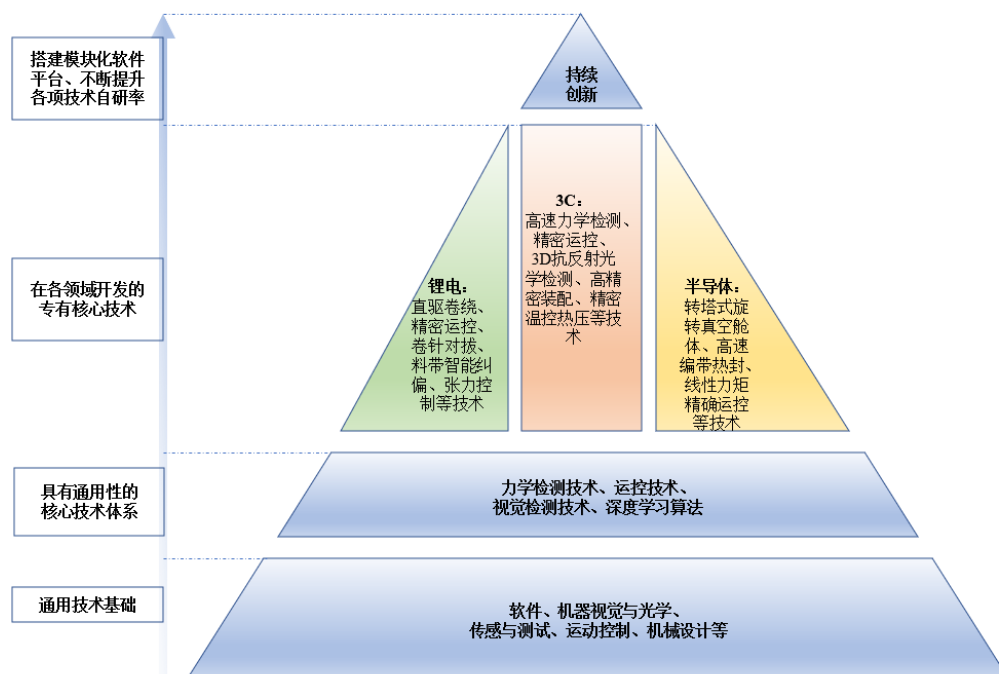 搭建模块化软件
平台、不断提升
各项技术自研率
持续
创新
在各领域开发的
专有核心技术
锂电：
直驱卷绕、
精密运控、
卷针对拔、
料带智能纠
偏、张力控
制等技术
3C：
高速力学检测、
精密运控、
3D抗反射光
学检测、高精
密装配、精密
温控热压等技
术
半导体：
转塔式旋
转真空舱
体、高速
编带热封、
线性力矩
精确运控
等技术
具有通用性的
核心技术体系
力学检测技术、运控技术、
视觉检测技术、深度学习算法
通用技术基础
软件、机器视觉与光学、
传感与测试、运动控制、机械设计等